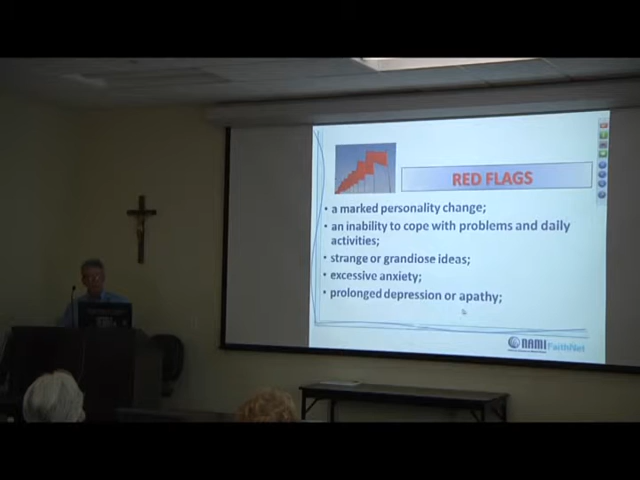 RED FLAGS
• a marked personality change;
• an inability to cope with problems and daily
activities;
• strange or grandiose ideas;
• excessive anxiety;
• prolonged depression or apathy;
NAMI FaithNet